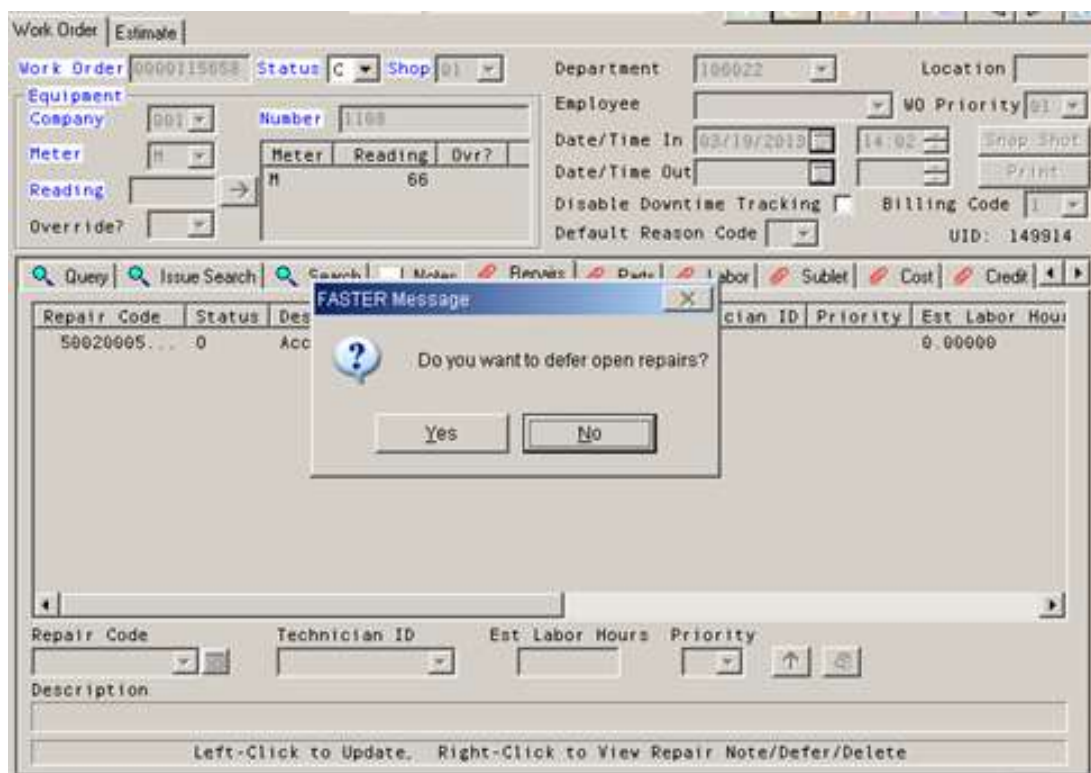 Work Order Estimate
Work Order 0000115658 Status C Shop 01 Department 106022 Location
Equipment
Company 001 Number 1108 Employee WO Priority 01
Meter M Meter Reading Ovr? Date/Time In 03/19/2013 14:02 Snap Shot
M 66
Reading Date/Time Out Print
Override? Disable Downtime Tracking Billing Code 1
Default Reason Code UID: 149914
Query Issue Search Search Notes Repairs Parts Labor Sublet Cost Credit
FASTER Message
Repair Code Status Des cian ID Priority Est Labor Hou
50020005... O Acc 0.00000
Do you want to defer open repairs?
Yes No
Repair Code Technician ID Est Labor Hours Priority
Description
Left-Click to Update, Right-Click to View Repair Note/Defer/Delete